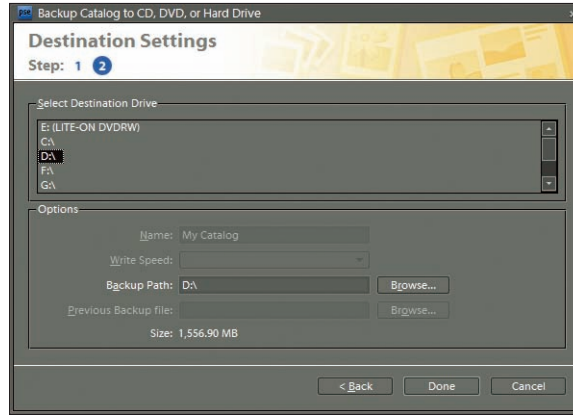 pse Backup Catalog to CD, DVD, or Hard Drive
Destination Settings
Step: 1 2
Select Destination Drive
E: (LITE-ON DVDRW)
C:\
D:\
F:\
G:\
Options
Name: My Catalog
Write Speed:
Backup Path: D:\ Browse...
Previous Backup file: Browse...
Size: 1,556.90 MB
< Back Done Cancel